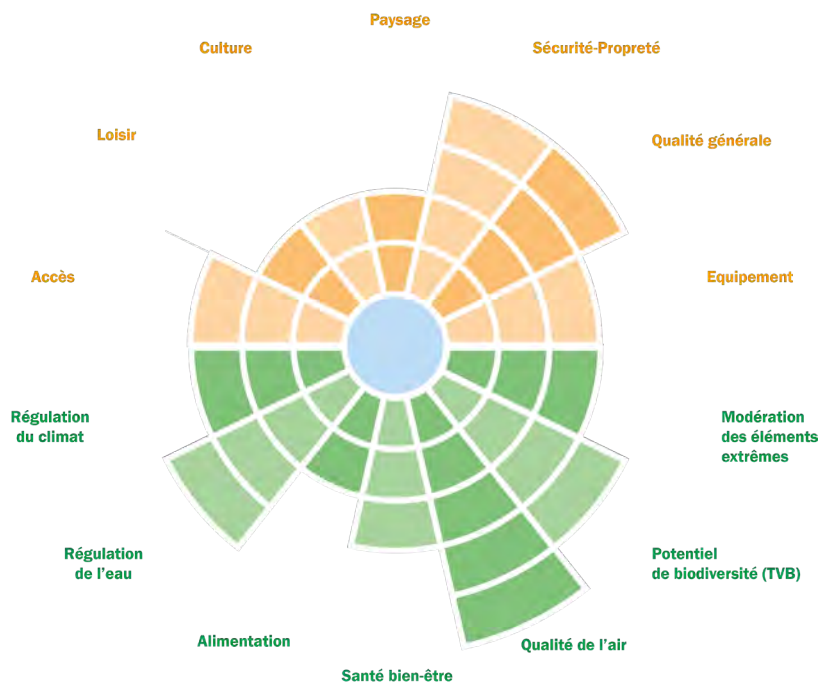 Paysage
Culture
Sécurité-Propreté
Loisir
Qualité générale
Accès
Equipement
Régulation
du climat
Modération
des éléments
extrêmes
Régulation
de l'eau
Potentiel
de biodiversité (TVB)
Alimentation
Qualité de l'air
Santé bien-être